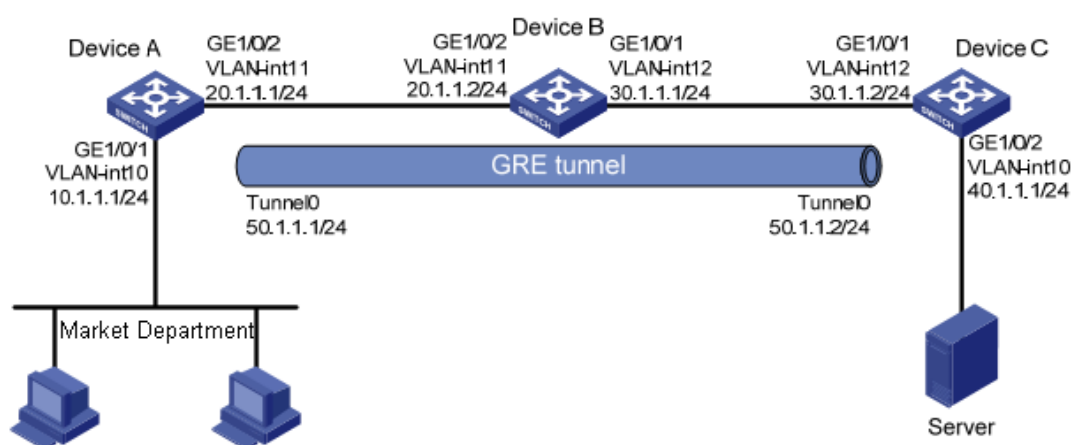 Device A
GE1/0/2
VLAN-int11
20.1.1.1/24
GE1/0/2
VLAN-int11
20.1.1.2/24
Device B
GE1/0/1
VLAN-int12
30.1.1.1/24
GE1/0/1
VLAN-int12
30.1.1.2/24
Device C
SWITCH
SWITCH
SWITCH
GE1/0/1
VLAN-int10
10.1.1.1/24
GRE tunnel
GE1/0/2
VLAN-int10
40.1.1.1/24
Tunnel0
50.1.1.1/24
Tunnel0
50.1.1.2/24
Market Department
Server